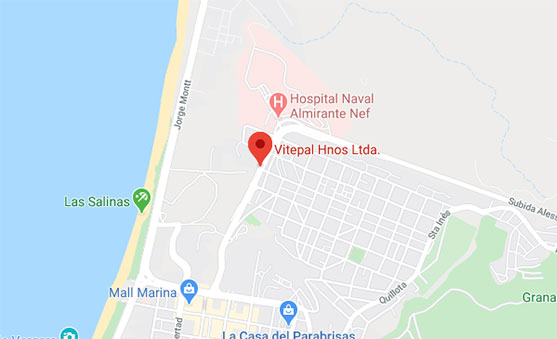 Jorge Montt
Hospital Naval
Almirante Nef
Vitepal Hnos Ltda.
Las Salinas
Subida Aless
Sta Inés
Quillota
Grana
Mall Marina
ertad
La Casa del Parabrisas